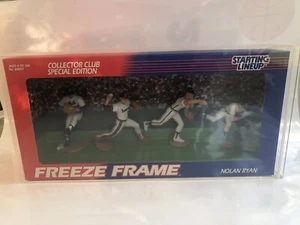 COLLECTOR CLUB
SPECIAL EDITION
STARTING
LINEUP
FREEZE FRAME
NOLAN RYAN